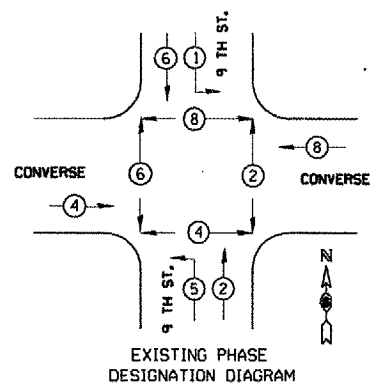 9 TH ST.
6 1
8
8
CONVERSE
6
2
CONVERSE
4
4
N
9 TH ST.
5 2
EXISTING PHASE
DESIGNATION DIAGRAM